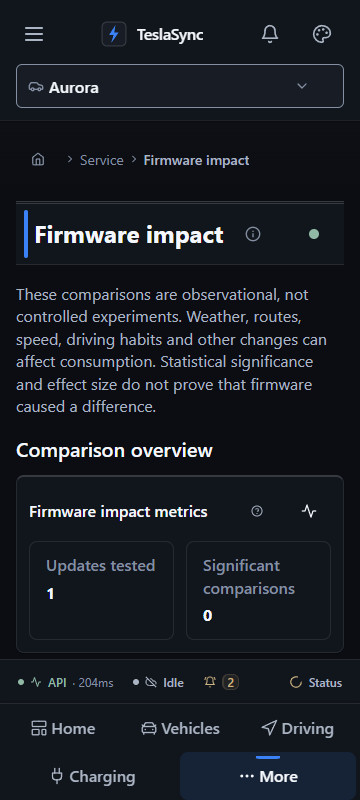 TeslaSync
Aurora
Service > Firmware impact
Firmware impact
These comparisons are observational, not
controlled experiments. Weather, routes,
speed, driving habits and other changes can
affect consumption. Statistical significance
and effect size do not prove that firmware
caused a difference.
Comparison overview
Firmware impact metrics
Updates tested
1
Significant
comparisons
0
API · 204ms
Idle
2
Status
Home
Vehicles
Driving
Charging
More